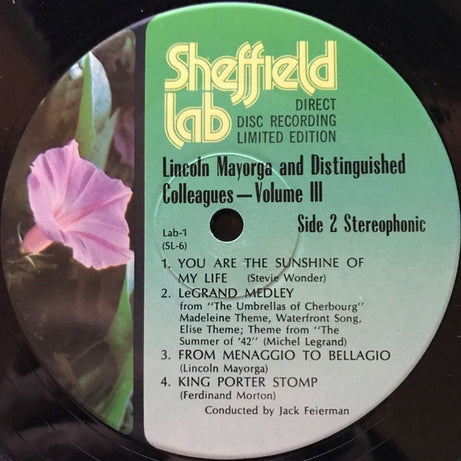 Sheffield
lab
DIRECT
DISC RECORDING
LIMITED EDITION
Lincoln Mayorga and Distinguished
Colleagues—Volume III
Lab-1
(SL-6)
Side 2 Stereophonic
1. YOU ARE THE SUNSHINE OF
MY LIFE (Stevie Wonder)
2. LeGRAND MEDLEY
from "The Umbrellas of Cherbourg"
Madeleine Theme, Waterfront Song,
Elise Theme; Theme from "The
Summer of '42" (Michel Legrand)
3. FROM MENAGGIO TO BELLAGIO
(Lincoln Mayorga)
4. KING PORTER STOMP
(Ferdinand Morton)
Conducted by Jack Feierman